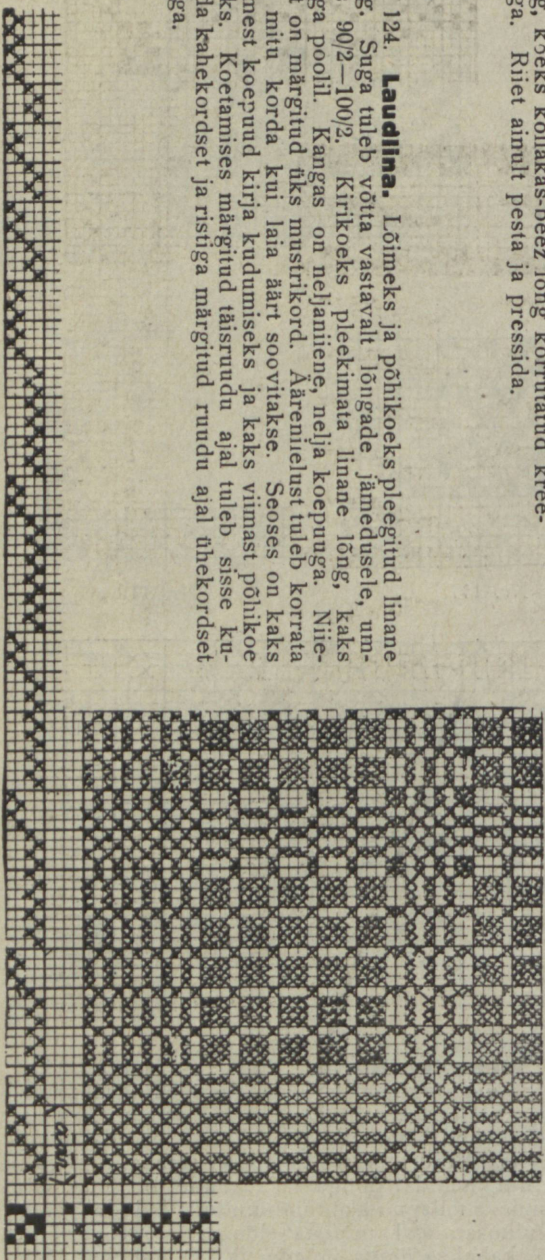 g, koeks kollakas-beež lõng korrutatud kree-
ga. Riiet ainult pesta ja pressida.
124. Laudlina. Lõimeks ja põhikoeks pleegitud linane
g. Suga tuleb võtta vastavalt lõngade jämedusele, um-
90/2—100/2. Kirikoeks pleekimata linane lõng, kaks
ga poolil. Kangas on neljaniiene, nelja koepuuga. Niie-
t on märgitud üks mustrikord. Äärenielust tuleb korrata
mitu korda kui laia äärt soovitakse. Seoses on kaks
mest koepuud kirja kudumiseks ja kaks viimast põhikoe
ks. Koetamises märgitud täisruudu ajal tuleb sisse ku-
da kahekordset ja ristiga märgitud ruudu ajal ühekordset
ga.
(äär)